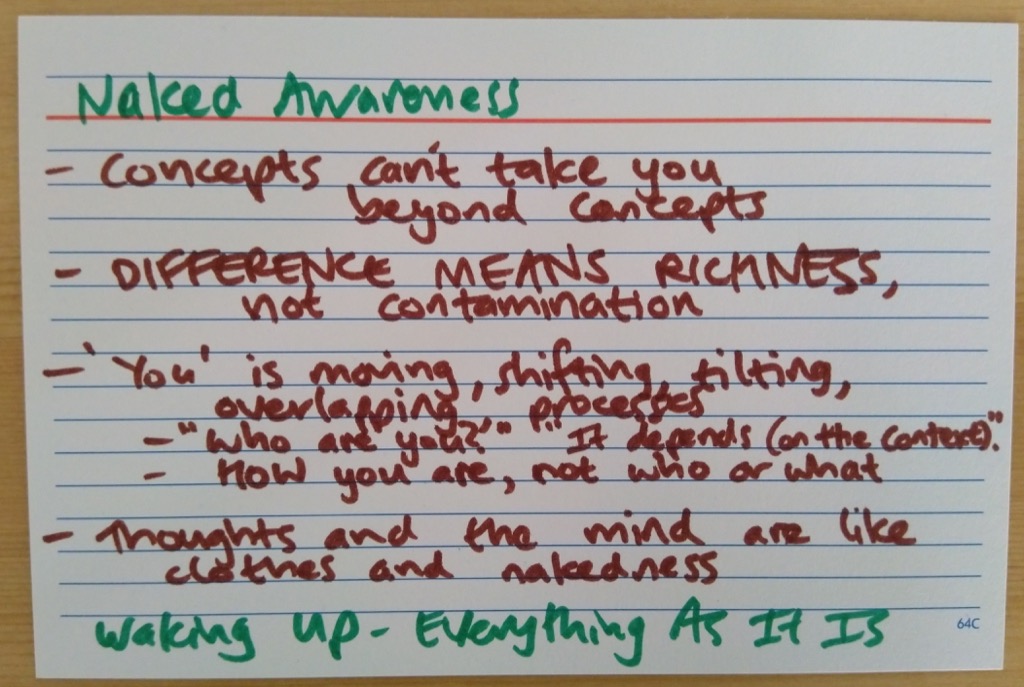 Naked Awareness
- Concepts can't take you
beyond concepts
- DIFFERENCE MEANS RICHNESS,
not contamination
- 'You' is moving, shifting, tilting,
overlapping processes
- "Who are you?" "It depends (on the context)."
- How you are, not who or what
- Thoughts and the mind are like
clothes and nakedness
Waking Up - Everything As It Is
64C